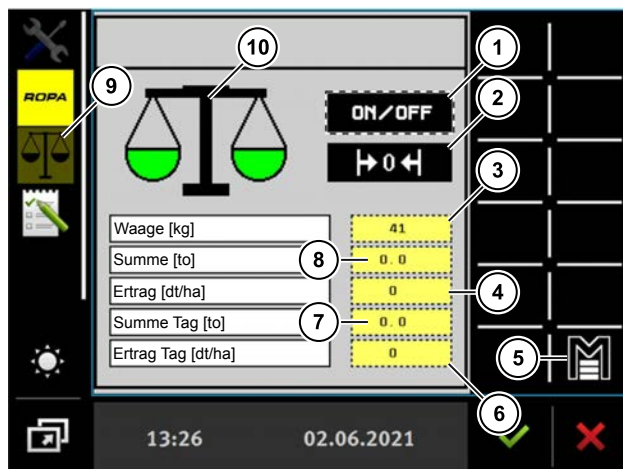 10
1
9
ROPA
ON/OFF
2
0
3
Waage [kg] 41
Summe [to] 8 0.0
Ertrag [dt/ha] 0 4
Summe Tag [to] 7 0.0
Ertrag Tag [dt/ha] 0
5 M
6
13:26 02.06.2021